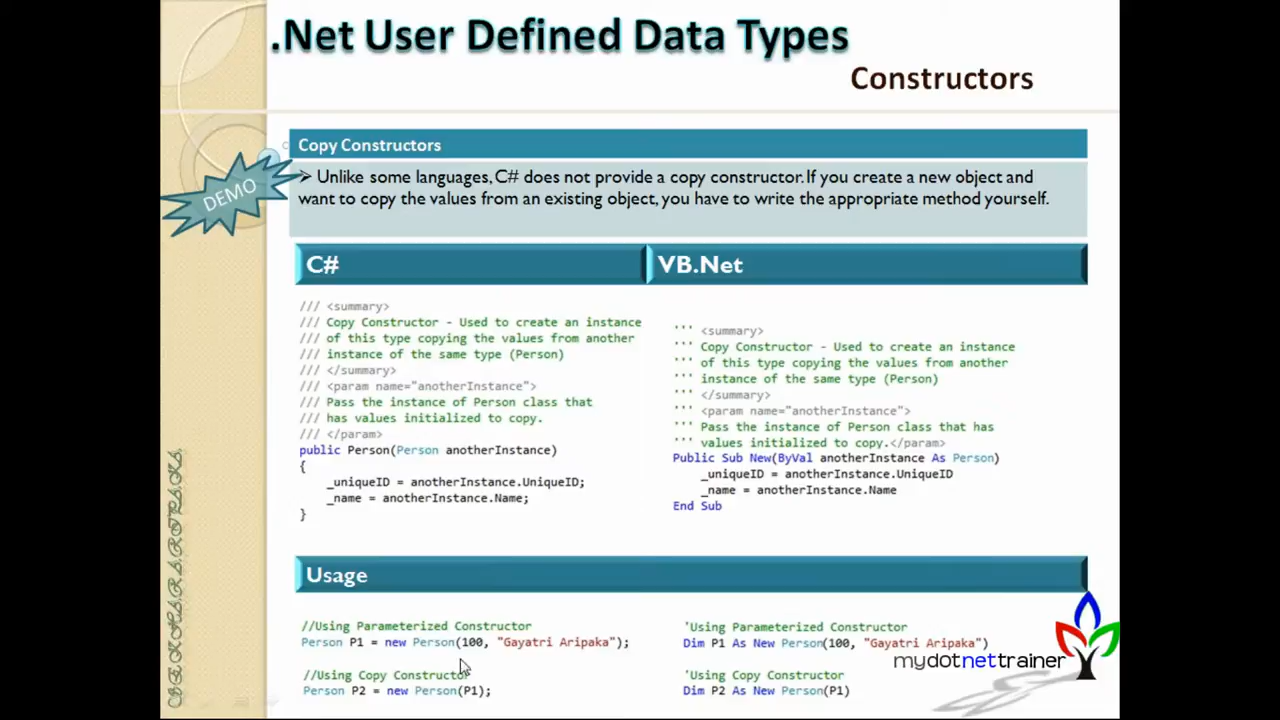 .Net User Defined Data Types
Constructors
Copy Constructors
DEMO
➢ Unlike some languages, C# does not provide a copy constructor. If you create a new object and
want to copy the values from an existing object, you have to write the appropriate method yourself.
C#
/// <summary>
/// Copy Constructor - Used to create an instance
/// of this type copying the values from another
/// instance of the same type (Person)
/// </summary>
/// <param name="anotherInstance">
/// Pass the instance of Person class that
/// has values initialized to copy.
/// </param>
public Person(Person anotherInstance)
{
_uniqueID = anotherInstance.UniqueID;
_name = anotherInstance.Name;
}
VB.Net
''' <summary>
''' Copy Constructor - Used to create an instance
''' of this type copying the values from another
''' instance of the same type (Person)
''' </summary>
''' <param name="anotherInstance">
''' Pass the instance of Person class that has
''' values initialized to copy.</param>
Public Sub New(ByVal anotherInstance As Person)
_uniqueID = anotherInstance.UniqueID
_name = anotherInstance.Name
End Sub
Usage
//Using Parameterized Constructor
Person P1 = new Person(100, "Gayatri Aripaka");
//Using Copy Constructor
Person P2 = new Person(P1);
'Using Parameterized Constructor
Dim P1 As New Person(100, "Gayatri Aripaka")
'Using Copy Constructor
Dim P2 As New Person(P1)
mydotnettrainer